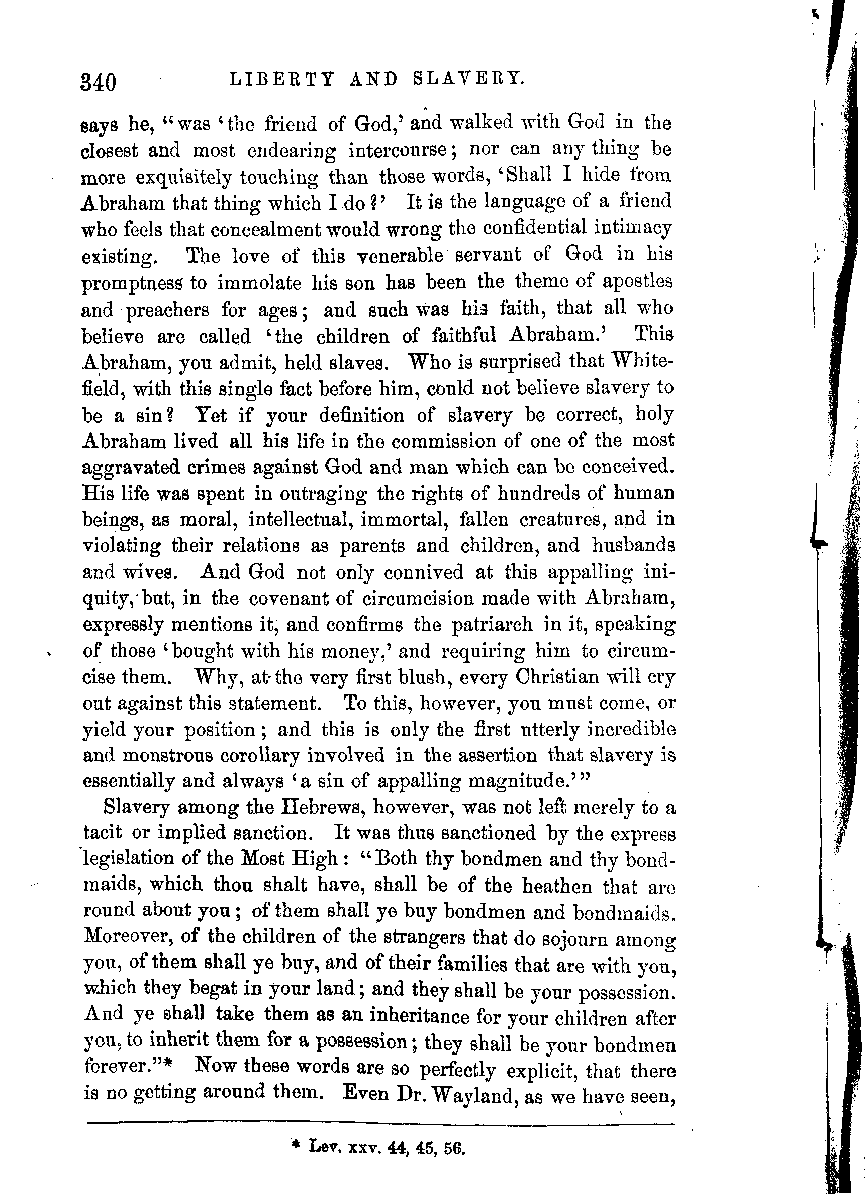 340 LIBERTY AND SLAVERY.
says he, “was ‘the friend of God,’ and walked with God in the
closest and most endearing intercourse; nor can any thing be
more exquisitely touching than those words, ‘Shall I hide from
Abraham that thing which I do?’ It is the language of a friend
who feels that concealment would wrong the confidential intimacy
existing. The love of this venerable servant of God in his
promptness to immolate his son has been the theme of apostles
and preachers for ages; and such was his faith, that all who
believe are called ‘the children of faithful Abraham.’ This
Abraham, you admit, held slaves. Who is surprised that White-
field, with this single fact before him, could not believe slavery to
be a sin? Yet if your definition of slavery be correct, holy
Abraham lived all his life in the commission of one of the most
aggravated crimes against God and man which can be conceived.
His life was spent in outraging the rights of hundreds of human
beings, as moral, intellectual, immortal, fallen creatures, and in
violating their relations as parents and children, and husbands
and wives. And God not only connived at this appalling ini-
quity, but, in the covenant of circumcision made with Abraham,
expressly mentions it, and confirms the patriarch in it, speaking
of those ‘bought with his money,’ and requiring him to circum-
cise them. Why, at the very first blush, every Christian will cry
out against this statement. To this, however, you must come, or
yield your position; and this is only the first utterly incredible
and monstrous corollary involved in the assertion that slavery is
essentially and always ‘a sin of appalling magnitude.’”
Slavery among the Hebrews, however, was not left merely to a
tacit or implied sanction. It was thus sanctioned by the express
legislation of the Most High: “Both thy bondmen and thy bond-
maids, which thou shalt have, shall be of the heathen that are
round about you; of them shall ye buy bondmen and bondmaids.
Moreover, of the children of the strangers that do sojourn among
you, of them shall ye buy, and of their families that are with you,
which they begat in your land; and they shall be your possession.
And ye shall take them as an inheritance for your children after
you, to inherit them for a possession; they shall be your bondmen
forever.”* Now these words are so perfectly explicit, that there
is no getting around them. Even Dr. Wayland, as we have seen,
* Lev. xxv. 44, 45, 56.